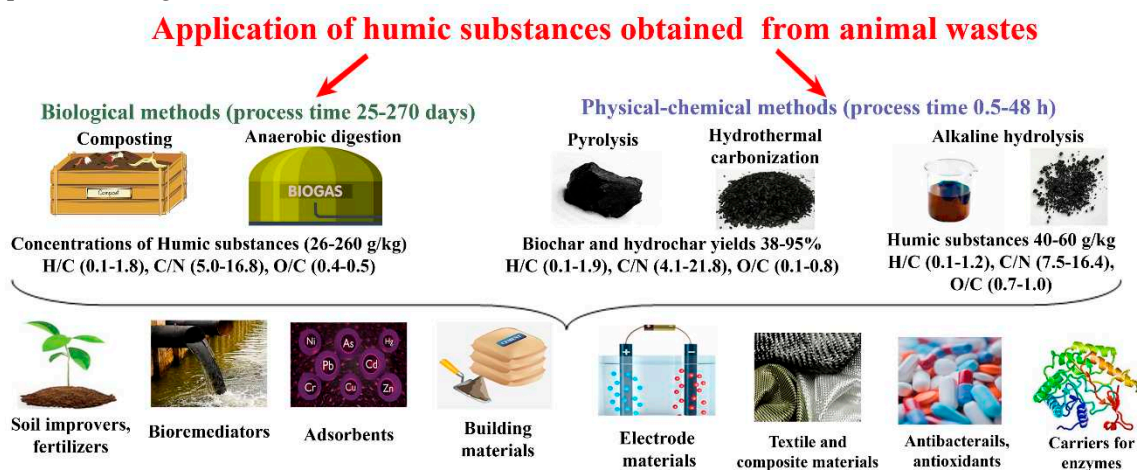 Application of humic substances obtained from animal wastes
Biological methods (process time 25-270 days)
Physical-chemical methods (process time 0.5-48 h)
Composting
Anaerobic digestion
Pyrolysis
Hydrothermal
carbonization
Alkaline hydrolysis
Compost
BIOGAS
Concentrations of Humic substances (26-260 g/kg)
H/C (0.1-1.8), C/N (5.0-16.8), O/C (0.4-0.5)
Biochar and hydrochar yields 38-95%
H/C (0.1-1.9), C/N (4.1-21.8), O/C (0.1-0.8)
Humic substances 40-60 g/kg
H/C (0.1-1.2), C/N (7.5-16.4),
O/C (0.7-1.0)
Ni As Hg
Pb Cd
Cr Cu Zn
+ −
Soil improvers,
fertilizers
Bioremediators
Adsorbents
Building
materials
Electrode
materials
Textile and
composite materials
Antibacterails,
antioxidants
Carriers for
enzymes